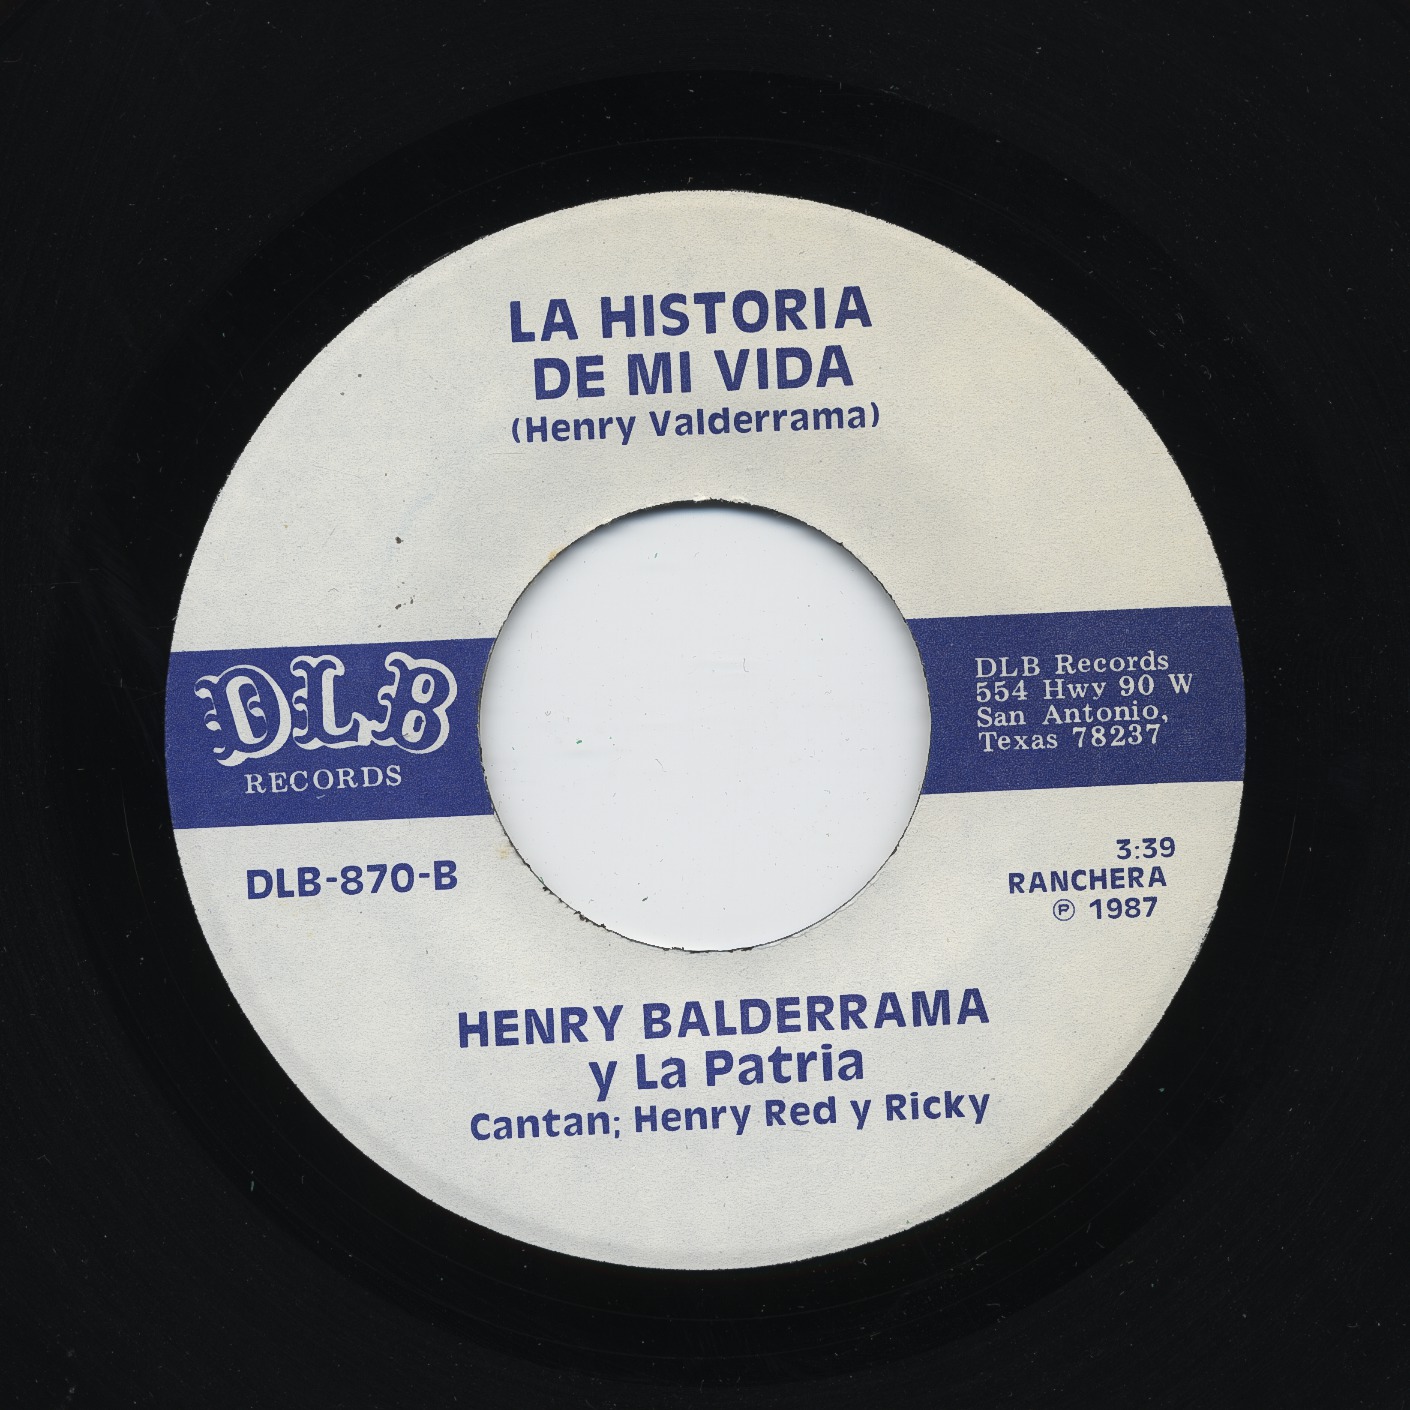 LA HISTORIA
DE MI VIDA
(Henry Valderrama)
DLB
RECORDS
DLB Records
554 Hwy 90 W
San Antonio,
Texas 78237
DLB-870-B
3:39
RANCHERA
℗ 1987
HENRY BALDERRAMA
y La Patria
Cantan; Henry Red y Ricky